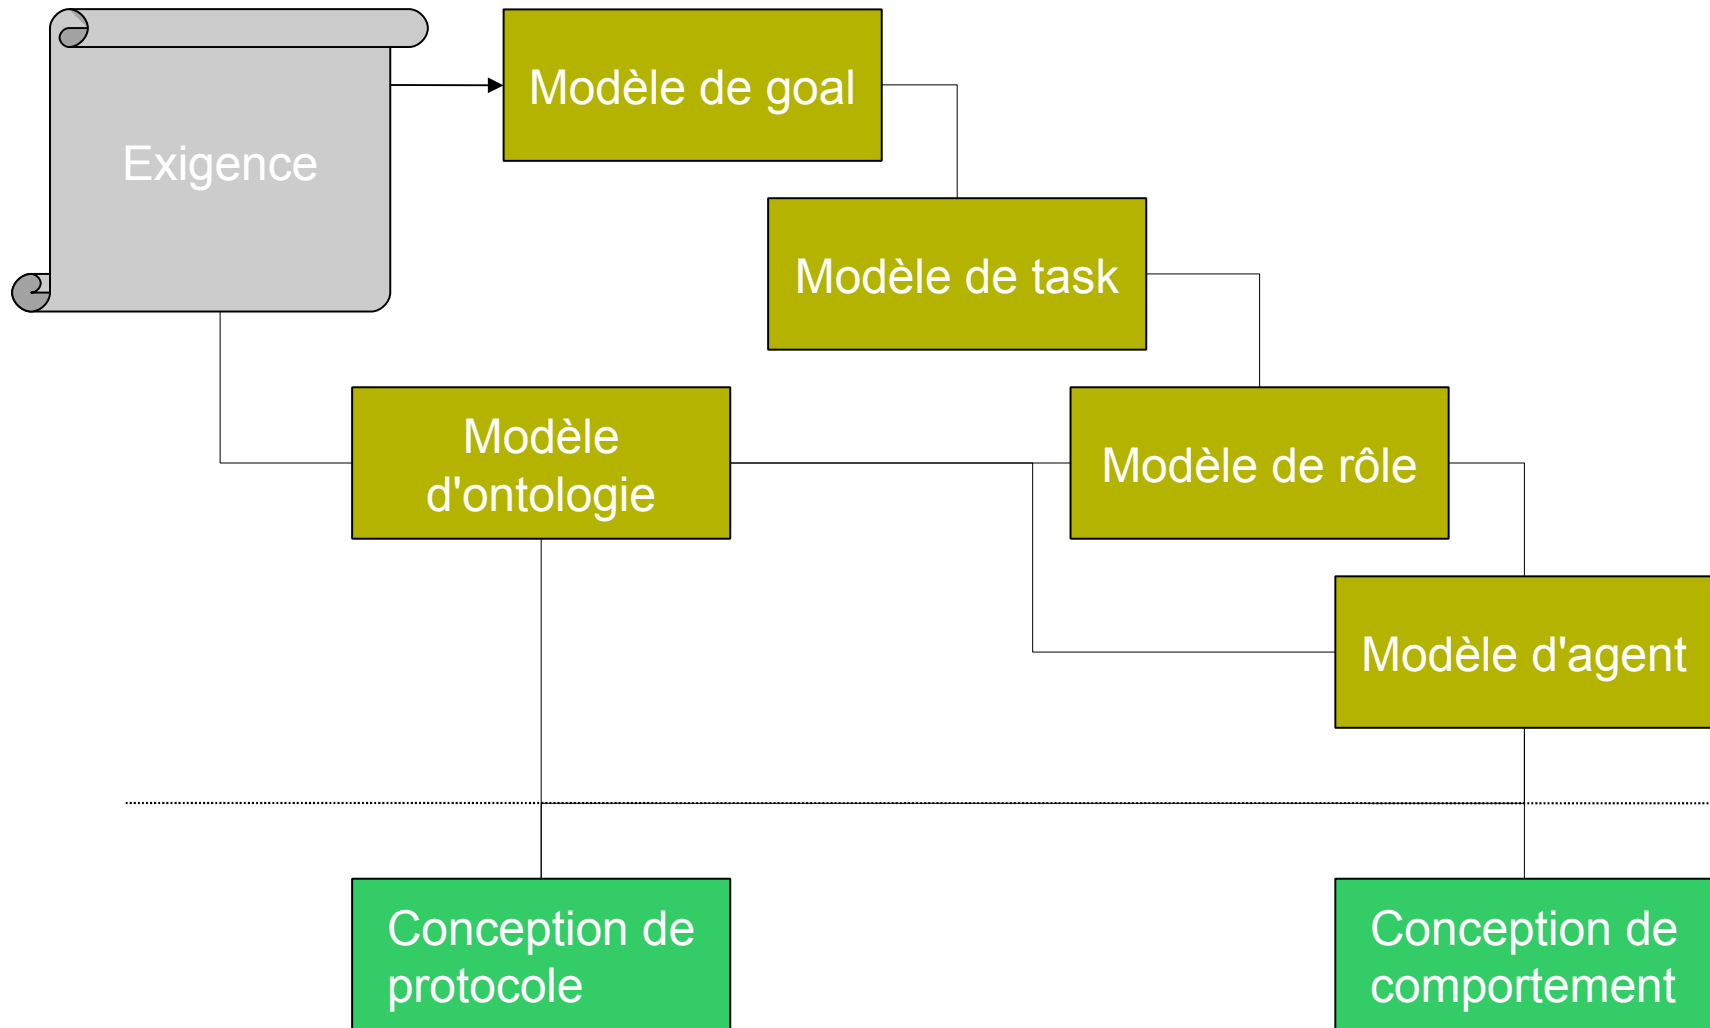 Modèle de goal
Exigence
Modèle de task
Modèle
d'ontologie
Modèle de rôle
Modèle d'agent
Conception de
protocole
Conception de
comportement